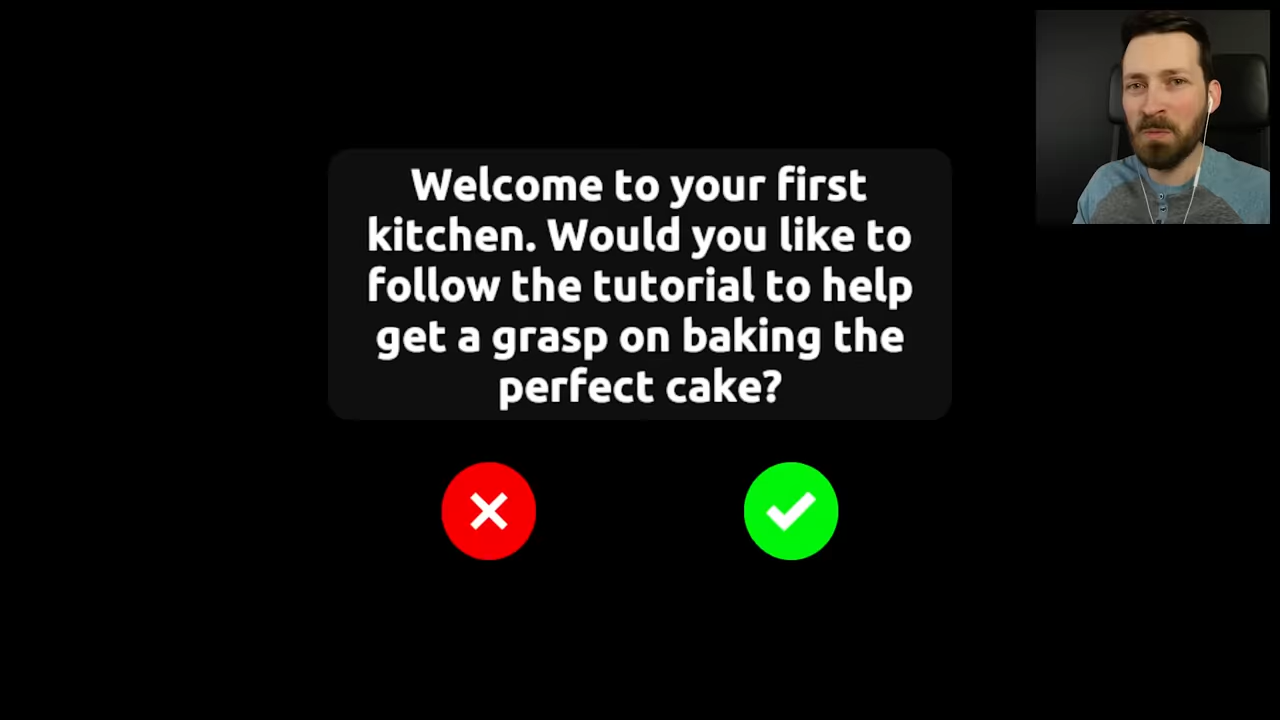 Welcome to your first
kitchen. Would you like to
follow the tutorial to help
get a grasp on baking the
perfect cake?